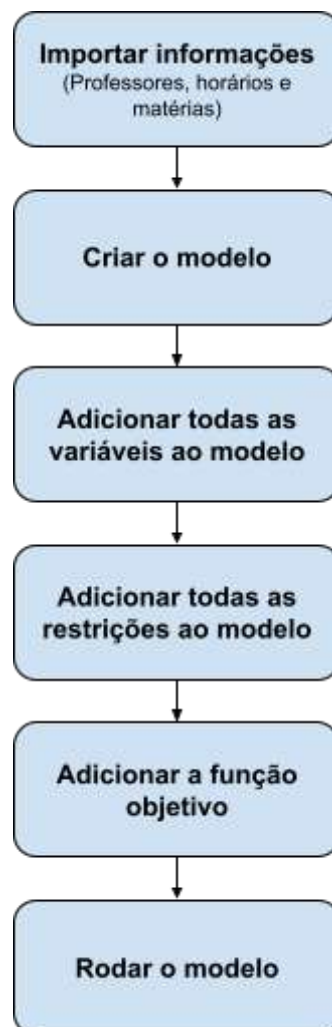 Importar informações
(Professores, horários e
matérias)
Criar o modelo
Adicionar todas as
variáveis ao modelo
Adicionar todas as
restrições ao modelo
Adicionar a função
objetivo
Rodar o modelo